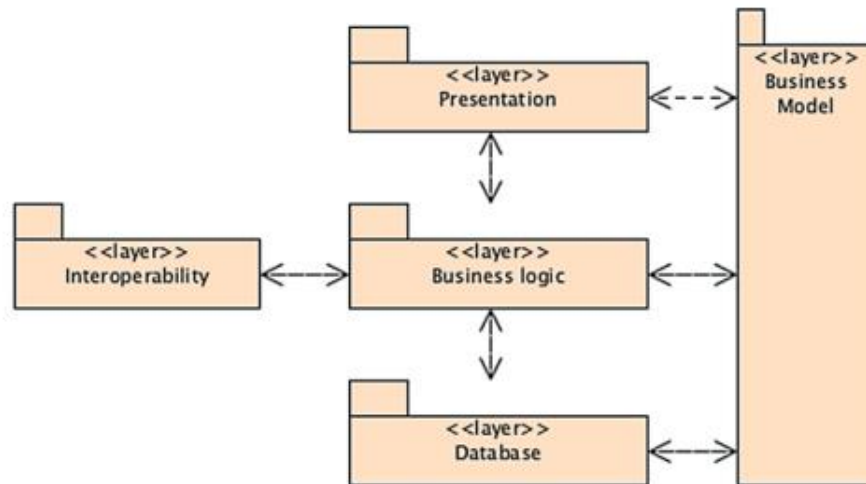 <<layer>>
Presentation
<<layer>>
Business
Model
<<layer>>
Interoperability
<<layer>>
Business logic
<<layer>>
Database